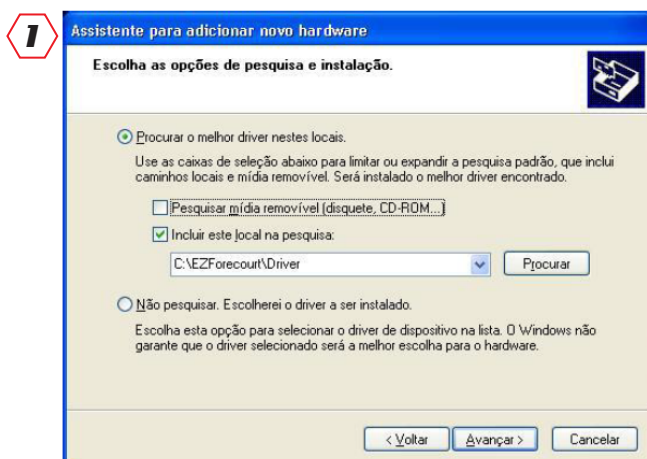 1
Assistente para adicionar novo hardware
Escolha as opções de pesquisa e instalação.
Procurar o melhor driver nestes locais.
Use as caixas de seleção abaixo para limitar ou expandir a pesquisa padrão, que inclui
caminhos locais e mídia removível. Será instalado o melhor driver encontrado.
Pesquisar mídia removível (disquete, CD-ROM...)
Incluir este local na pesquisa:
C:\EZForecourt\Driver
Procurar
Não pesquisar. Escolherei o driver a ser instalado.
Escolha esta opção para selecionar o driver de dispositivo na lista. O Windows não
garante que o driver selecionado será a melhor escolha para o hardware.
< Voltar Avançar > Cancelar